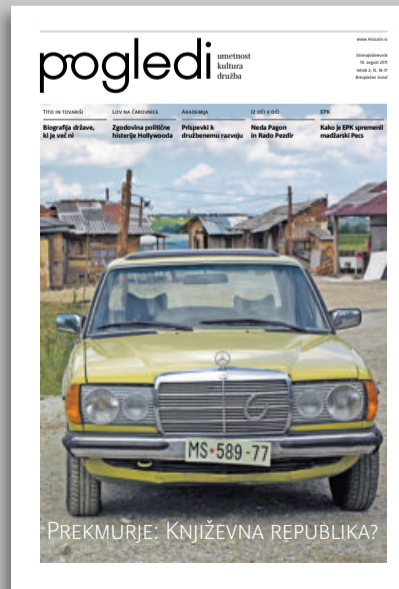 pogledi
umetnost
kultura
družba
www.pogledi.si
štirinajstdnevnik
10. avgust 2011
letnik 2, št. 16-17
Brezplačen izvod
Tito in tovariši
Biografija države,
ki je več ni
Lov na čarovnice
Zgodovina politične
histerije Hollywooda
Akademija
Prispevki k
družbenemu razvoju
Iz oči v oči
Neda Pagon
in Rado Pezdir
EPK
Kako je EPK spremenil
madžarski Pecs
MS•589-77
Prekmurje: Književna republika?